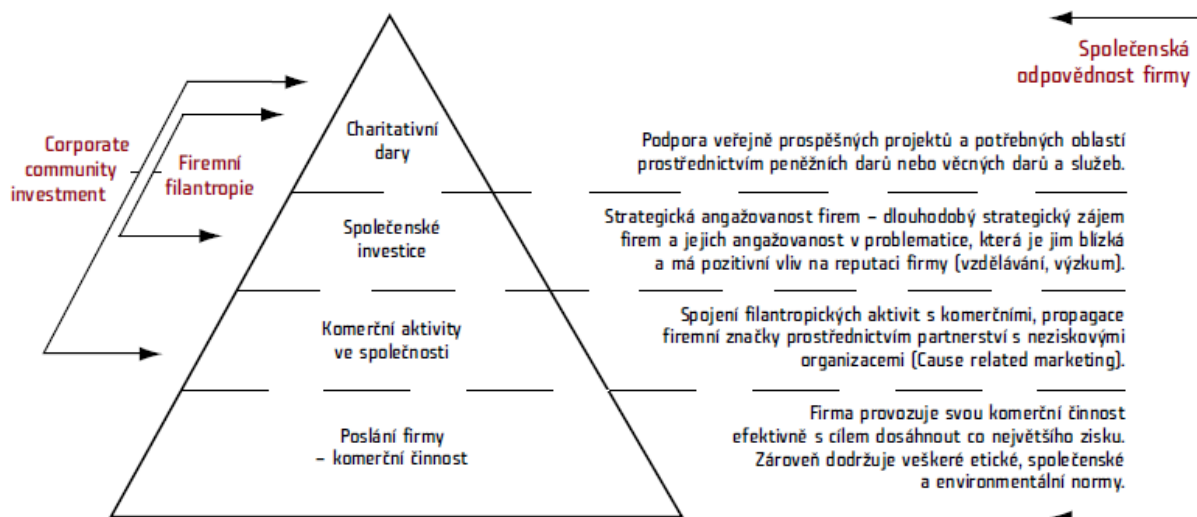 Společenská
odpovědnost firmy
Corporate
community
investment
Firemní
filantropie
Charitativní
dary
Podpora veřejně prospěšných projektů a potřebných oblastí
prostřednictvím peněžních darů nebo věcných darů a služeb.
Společenské
investice
Strategická angažovanost firem – dlouhodobý strategický zájem
firem a jejich angažovanost v problematice, která je jim blízká
a má pozitivní vliv na reputaci firmy (vzdělávání, výzkum).
Komerční aktivity
ve společnosti
Spojení filantropických aktivit s komerčními, propagace
firemní značky prostřednictvím partnerství s neziskovými
organizacemi (Cause related marketing).
Poslání firmy
– komerční činnost
Firma provozuje svou komerční činnost
efektivně s cílem dosáhnout co největšího zisku.
Zároveň dodržuje veškeré etické, společenské
a environmentální normy.